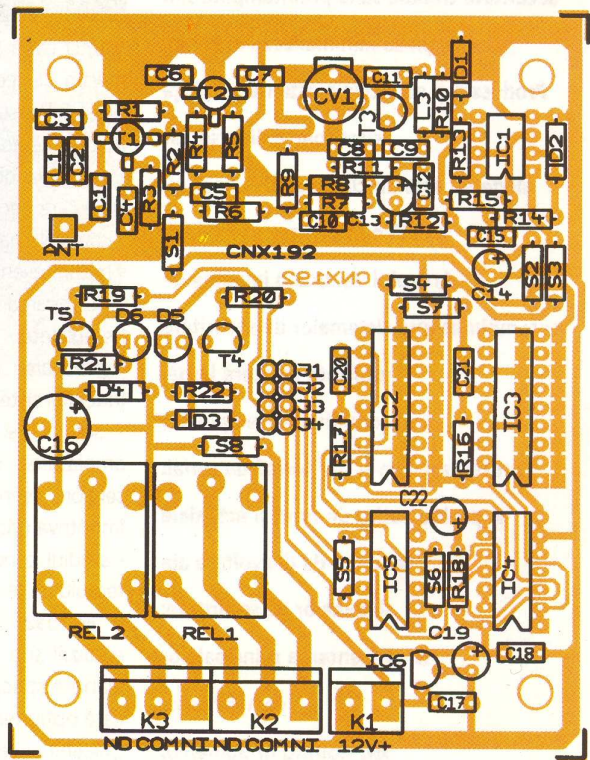 C6
C7
T2
CV1
C11
D1
R1
C3
T1
R2
R4
R5
T3
L3
R10
R13
IC1
D2
L1
C2
C8
C9
R11
R9
R8
C12
C1
C4
R3
C5
R7
R15
R6
C10
C13
R12
R14
ANT
S1
C15
CNX192
CNX192
C14
S2
S3
R19
R20
S4
S7
T5
D6
D5
T4
R21
J1
C20
C21
D4
R22
J2
IC2
IC3
C16
D3
J3
J4
R17
R16
S8
C22
S5
IC5
S6
R18
IC4
REL2
REL1
C19
IC6
C18
C17
K3
K2
K1
NO COM NI NO COM NI 12V+